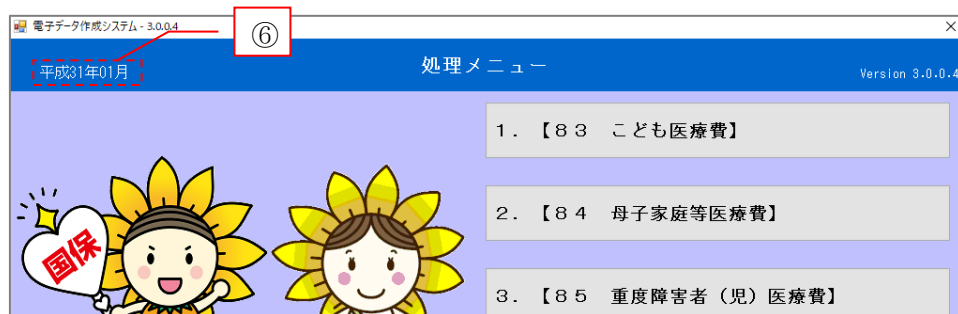 電子データ作成システム - 3.0.0.4
⑥
平成31年01月
処理メニュー
Version 3.0.0.4
1．【８３　こども医療費】
2．【８４　母子家庭等医療費】
国保
3．【８５　重度障害者（児）医療費】